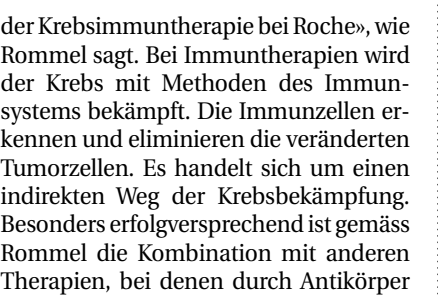 der Krebsimmuntherapie bei Roche», wie
Rommel sagt. Bei Immuntherapien wird
der Krebs mit Methoden des Immun-
systems bekämpft. Die Immunzellen er-
kennen und eliminieren die veränderten
Tumorzellen. Es handelt sich um einen
indirekten Weg der Krebsbekämpfung.
Besonders erfolgversprechend ist gemäss
Rommel die Kombination mit anderen
Therapien, bei denen durch Antikörper